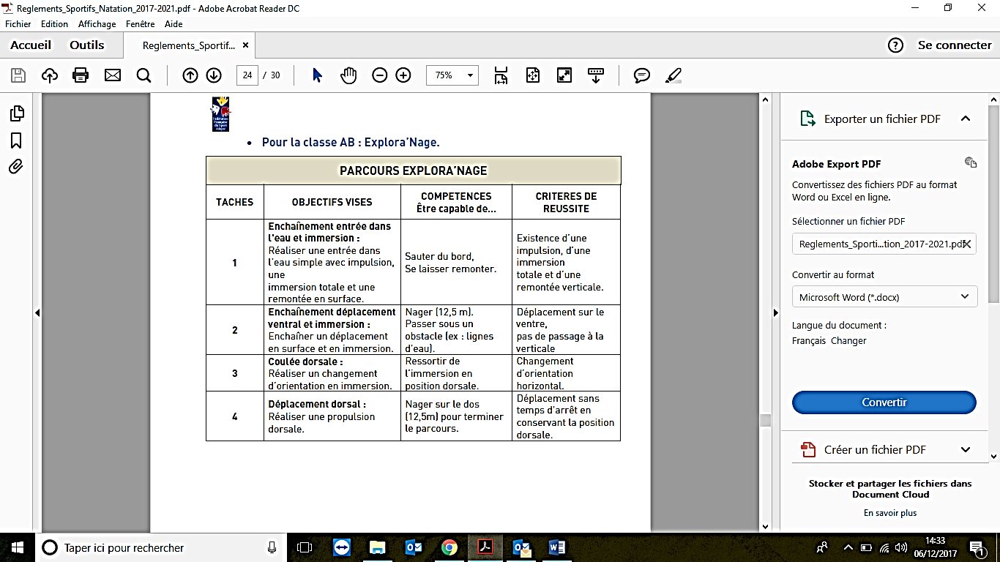 Reglements_Sportifs_Natation_2017-2021.pdf - Adobe Acrobat Reader DC
Fichier Edition Affichage Fenêtre Aide
Accueil Outils Reglements_Sportif... × Se connecter
24 / 30 75%
Fédération
Française
du Sport
Adapté
• Pour la classe AB : Explora'Nage.
PARCOURS EXPLORA'NAGE
TACHES
OBJECTIFS VISES
COMPETENCES
Être capable de...
CRITERES DE
REUSSITE
1
Enchaînement entrée dans
l'eau et immersion :
Réaliser une entrée dans
l'eau simple avec impulsion,
une
immersion totale et une
remontée en surface.
Sauter du bord,
Se laisser remonter.
Existence d'une
impulsion, d'une
immersion
totale et d'une
remontée verticale.
2
Enchaînement déplacement
ventral et immersion :
Enchaîner un déplacement
en surface et en immersion.
Nager (12,5 m).
Passer sous un
obstacle (ex : lignes
d'eau).
Déplacement sur le
ventre,
pas de passage à la
verticale
3
Coulée dorsale :
Réaliser un changement
d'orientation en immersion.
Ressortir de
l'immersion en
position dorsale.
Changement
d'orientation
horizontal.
4
Déplacement dorsal :
Réaliser une propulsion
dorsale.
Nager sur le dos
(12,5m) pour terminer
le parcours.
Déplacement sans
temps d'arrêt en
conservant la position
dorsale.
Exporter un fichier PDF
Adobe Export PDF
Convertissez des fichiers PDF au format
Word ou Excel en ligne.
Sélectionner un fichier PDF
Reglements_Sporti...tion_2017-2021.pdf
Convertir au format
Microsoft Word (*.docx)
Langue du document :
Français Changer
Convertir
Créer un fichier PDF
Stocker et partager les fichiers dans
Document Cloud
En savoir plus
Taper ici pour rechercher
14:33
06/12/2017
1